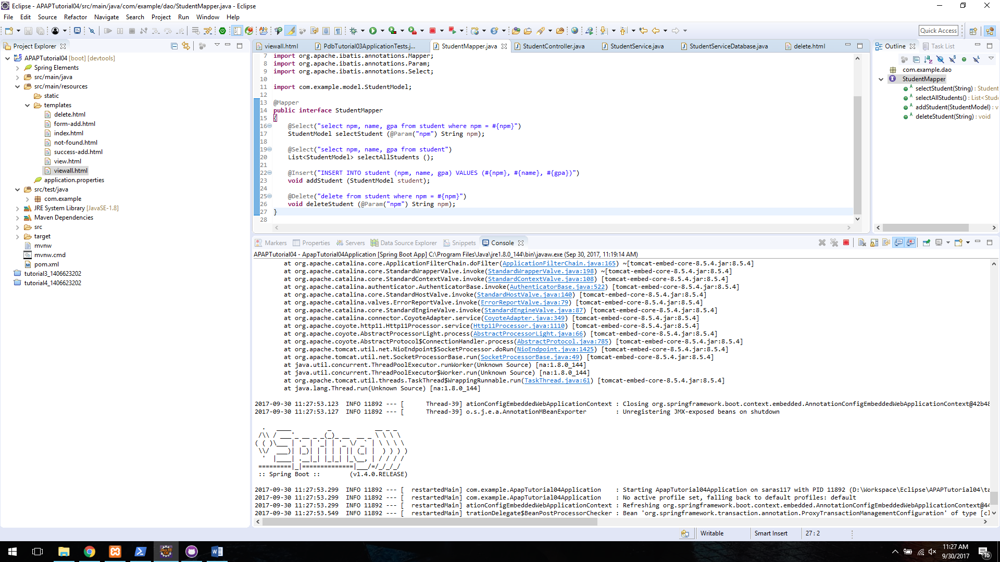 Eclipse - APAPTutorial04/src/main/java/com/example/dao/StudentMapper.java - Eclipse
File Edit Source Refactor Navigate Search Project Run Window Help
Quick Access
Project Explorer
APAPTutorial04 [boot] [devtools]
Spring Elements
src/main/java
src/main/resources
static
templates
delete.html
form-add.html
index.html
not-found.html
success-add.html
view.html
viewall.html
application.properties
src/test/java
com.example
JRE System Library [JavaSE-1.8]
Maven Dependencies
src
target
mvnw
mvnw.cmd
pom.xml
tutorial3_1406623202
tutorial4_1406623202
viewall.html PdbTutorial03ApplicationTests.j... StudentMapper.java StudentController.java StudentService.java StudentServiceDatabase.java delete.html
7 import org.apache.ibatis.annotations.Mapper;
8 import org.apache.ibatis.annotations.Param;
9 import org.apache.ibatis.annotations.Select;
10
11 import com.example.model.StudentModel;
12
13 @Mapper
14 public interface StudentMapper
15 {
16 @Select("select npm, name, gpa from student where npm = #{npm}")
17 StudentModel selectStudent (@Param("npm") String npm);
18
19 @Select("select npm, name, gpa from student")
20 List<StudentModel> selectAllStudents ();
21
22 @Insert("INSERT INTO student (npm, name, gpa) VALUES (#{npm}, #{name}, #{gpa})")
23 void addStudent (StudentModel student);
24
25 @Delete("delete from student where npm = #{npm}")
26 void deleteStudent (@Param("npm") String npm);
27 }
28
Outline Task List
com.example.dao
StudentMapper
selectStudent(String) : Student
selectAllStudents() : List<Stud
addStudent(StudentModel) : v
deleteStudent(String) : void
Markers Properties Servers Data Source Explorer Snippets Console
APAPTutorial04 - ApapTutorial04Application [Spring Boot App] C:\Program Files\Java\jre1.8.0_144\bin\javaw.exe (Sep 30, 2017, 11:19:14 AM)
at org.apache.catalina.core.ApplicationFilterChain.doFilter(ApplicationFilterChain.java:165) ~[tomcat-embed-core-8.5.4.jar:8.5.4]
at org.apache.catalina.core.StandardWrapperValve.invoke(StandardWrapperValve.java:198) ~[tomcat-embed-core-8.5.4.jar:8.5.4]
at org.apache.catalina.core.StandardContextValve.invoke(StandardContextValve.java:108) [tomcat-embed-core-8.5.4.jar:8.5.4]
at org.apache.catalina.authenticator.AuthenticatorBase.invoke(AuthenticatorBase.java:522) [tomcat-embed-core-8.5.4.jar:8.5.4]
at org.apache.catalina.core.StandardHostValve.invoke(StandardHostValve.java:140) [tomcat-embed-core-8.5.4.jar:8.5.4]
at org.apache.catalina.valves.ErrorReportValve.invoke(ErrorReportValve.java:79) [tomcat-embed-core-8.5.4.jar:8.5.4]
at org.apache.catalina.core.StandardEngineValve.invoke(StandardEngineValve.java:87) [tomcat-embed-core-8.5.4.jar:8.5.4]
at org.apache.catalina.connector.CoyoteAdapter.service(CoyoteAdapter.java:349) [tomcat-embed-core-8.5.4.jar:8.5.4]
at org.apache.coyote.http11.Http11Processor.service(Http11Processor.java:1110) [tomcat-embed-core-8.5.4.jar:8.5.4]
at org.apache.coyote.AbstractProcessorLight.process(AbstractProcessorLight.java:66) [tomcat-embed-core-8.5.4.jar:8.5.4]
at org.apache.coyote.AbstractProtocol$ConnectionHandler.process(AbstractProtocol.java:785) [tomcat-embed-core-8.5.4.jar:8.5.4]
at org.apache.tomcat.util.net.NioEndpoint$SocketProcessor.doRun(NioEndpoint.java:1425) [tomcat-embed-core-8.5.4.jar:8.5.4]
at org.apache.tomcat.util.net.SocketProcessorBase.run(SocketProcessorBase.java:49) [tomcat-embed-core-8.5.4.jar:8.5.4]
at java.util.concurrent.ThreadPoolExecutor.runWorker(Unknown Source) [na:1.8.0_144]
at java.util.concurrent.ThreadPoolExecutor$Worker.run(Unknown Source) [na:1.8.0_144]
at org.apache.tomcat.util.threads.TaskThread$WrappingRunnable.run(TaskThread.java:61) [tomcat-embed-core-8.5.4.jar:8.5.4]
at java.lang.Thread.run(Unknown Source) [na:1.8.0_144]
2017-09-30 11:27:53.123 INFO 11892 --- [ Thread-39] ationConfigEmbeddedWebApplicationContext : Closing org.springframework.boot.context.embedded.AnnotationConfigEmbeddedWebApplicationContext@42b48
2017-09-30 11:27:53.127 INFO 11892 --- [ Thread-39] o.s.j.e.a.AnnotationMBeanExporter : Unregistering JMX-exposed beans on shutdown
Spring
:: Spring Boot :: (v1.4.0.RELEASE)
2017-09-30 11:27:53.299 INFO 11892 --- [ restartedMain] com.example.ApapTutorial04Application : Starting ApapTutorial04Application on saras117 with PID 11892 (D:\Workspace\Eclipse\APAPTutorial04\ta
2017-09-30 11:27:53.299 INFO 11892 --- [ restartedMain] com.example.ApapTutorial04Application : No active profile set, falling back to default profiles: default
2017-09-30 11:27:53.299 INFO 11892 --- [ restartedMain] ationConfigEmbeddedWebApplicationContext : Refreshing org.springframework.boot.context.embedded.AnnotationConfigEmbeddedWebApplicationContext@44
2017-09-30 11:27:53.549 INFO 11892 --- [ restartedMain] trationDelegate$BeanPostProcessorChecker : Bean 'org.springframework.transaction.annotation.ProxyTransactionManagementConfiguration' of type [cl
Writable Smart Insert 27 : 2
11:27 AM
9/30/2017
16